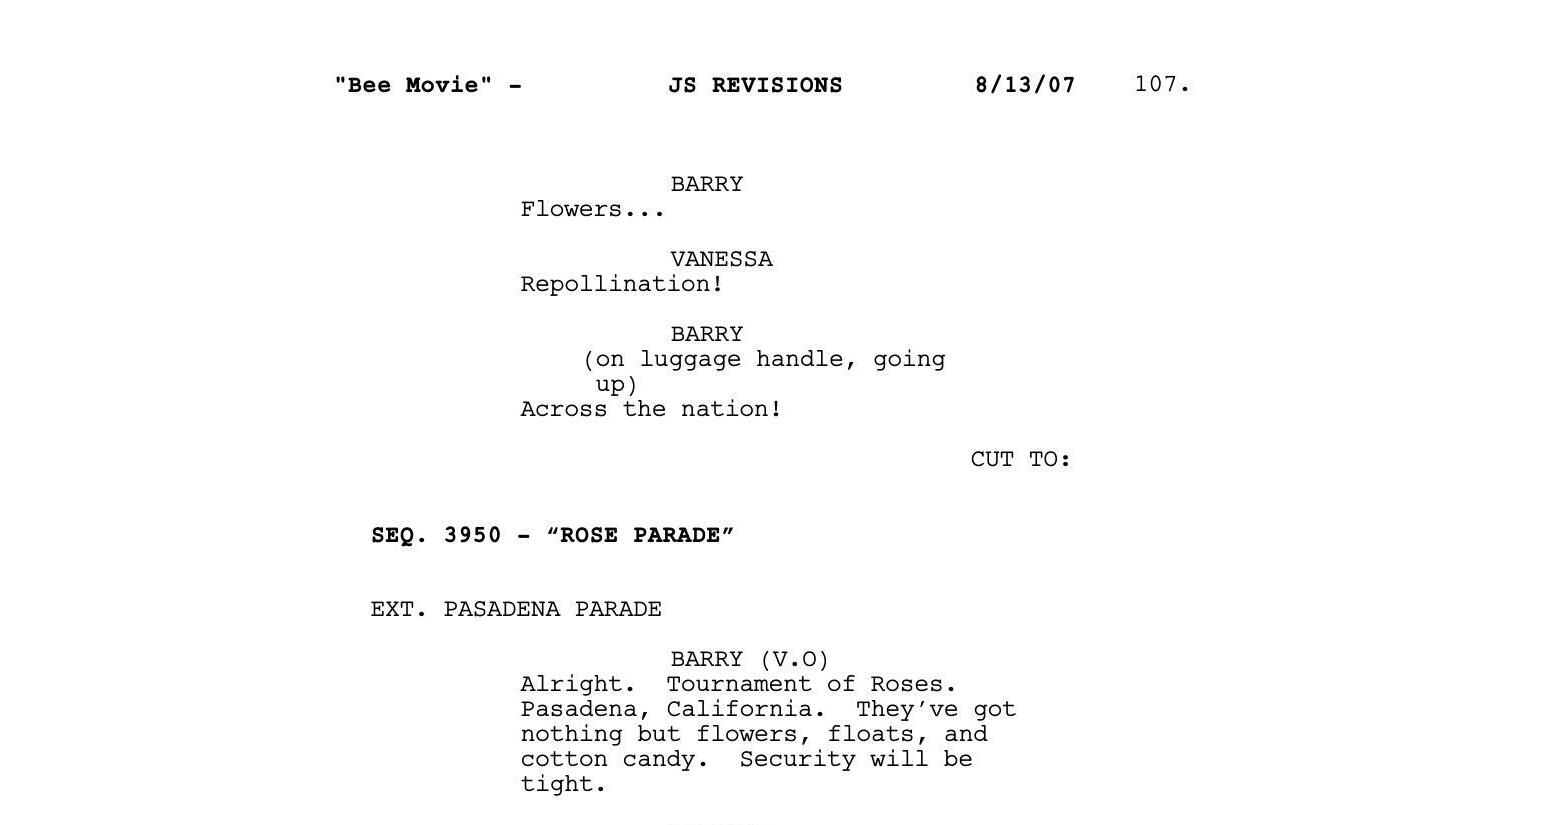 "Bee Movie" - JS REVISIONS 8/13/07 107.
BARRY
Flowers...
VANESSA
Repollination!
BARRY
(on luggage handle, going
up)
Across the nation!
CUT TO:
SEQ. 3950 - “ROSE PARADE”
EXT. PASADENA PARADE
BARRY (V.O)
Alright. Tournament of Roses.
Pasadena, California. They’ve got
nothing but flowers, floats, and
cotton candy. Security will be
tight.